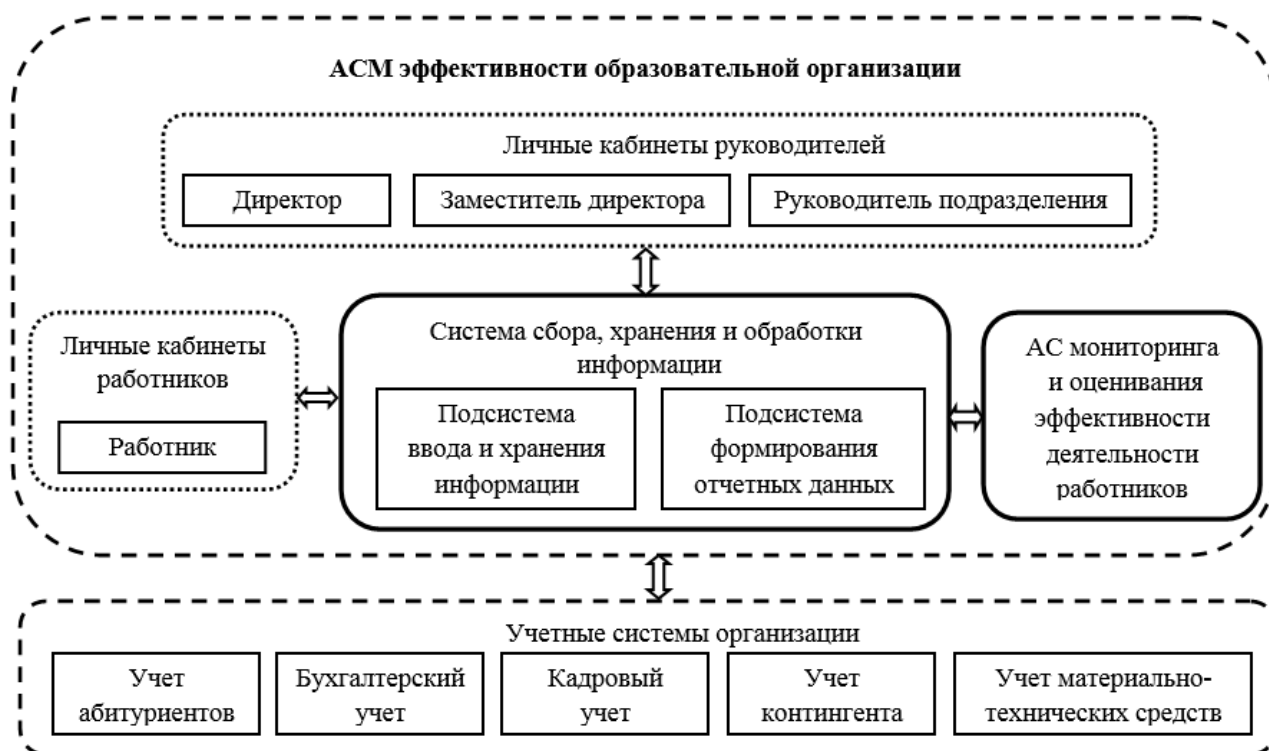 АСМ эффективности образовательной организации
Личные кабинеты руководителей
Директор
Заместитель директора
Руководитель подразделения
Личные кабинеты
работников
Работник
Система сбора, хранения и обработки
информации
Подсистема
ввода и хранения
информации
Подсистема
формирования
отчетных данных
АС мониторинга
и оценивания
эффективности
деятельности
работников
Учетные системы организации
Учет
абитуриентов
Бухгалтерский
учет
Кадровый
учет
Учет
контингента
Учет материально-
технических средств